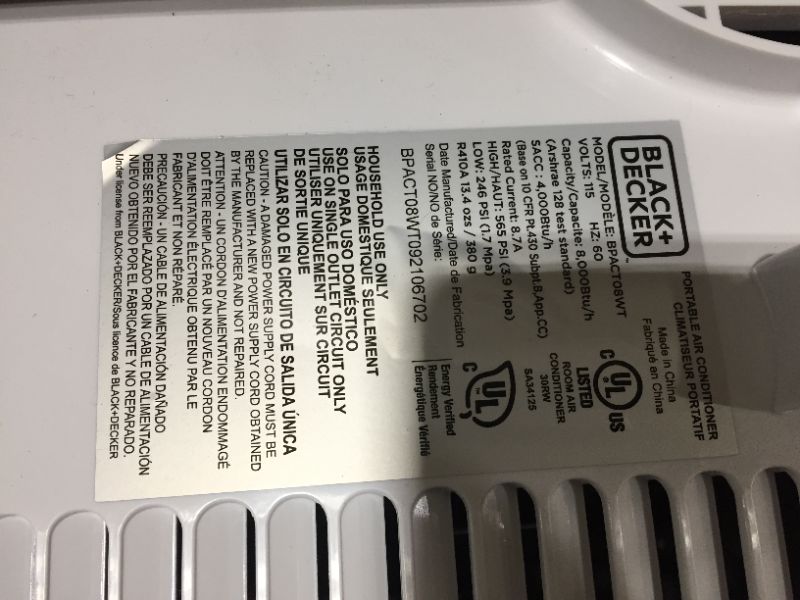 BLACK+
DECKER™
PORTABLE AIR CONDITIONER
CLIMATISEUR PORTATIF
Made in China
Fabriqué en China
MODEL/MODELO: BPACT08WT
VOLTS: 115 HZ: 60
Capacity/Capacite: 8,000Btu/h
(Arshrae 128 test standard)
SACC : 4,000Btu/h
(Base on 10 CFR Pt.430 Subpt.B,App.CC)
Rated Current: 8.7A
HIGH/HAUT: 565 PSI (3.9 Mpa)
LOW: 246 PSI (1.7 Mpa)
R410A 13.4 ozs / 380 g
Date Manufactured/Date de Fabrication
Serial NO/NO de Série:
BPACT08WT092106702
C UL US
LISTED
ROOM AIR
CONDITIONER
30RW
SA34125
C UL
Energy Verified
Rendement
Énergétique Vérifié
HOUSEHOLD USE ONLY
USAGE DOMESTIQUE SEULEMENT
SOLO PARA USO DOMÉSTICO
USE ON SINGLE OUTLET CIRCUIT ONLY
UTILISER UNIQUEMENT SUR CIRCUIT
DE SORTIE UNIQUE
UTILIZAR SOLO EN CIRCUITO DE SALIDA ÚNICA
CAUTION - A DAMAGED POWER SUPPLY CORD MUST BE
REPLACED WITH A NEW POWER SUPPLY CORD OBTAINED
BY THE MANUFACTURER AND NOT REPAIRED.
ATTENTION - UN CORDON D'ALIMENTATION ENDOMMAGÉ
DOIT ÊTRE REMPLACÉ PAR UN NOUVEAU CORDON
D'ALIMENTATION ÉLECTRIQUE OBTENU PAR LE
FABRICANT ET NON RÉPARÉ.
PRECAUCIÓN - UN CABLE DE ALIMENTACIÓN DAÑADO
DEBE SER REEMPLAZADO POR UN CABLE DE ALIMENTACIÓN
NUEVO OBTENIDO POR EL FABRICANTE Y NO REPARADO.
Under license from BLACK+DECKER/Sous licence de BLACK+DECKER